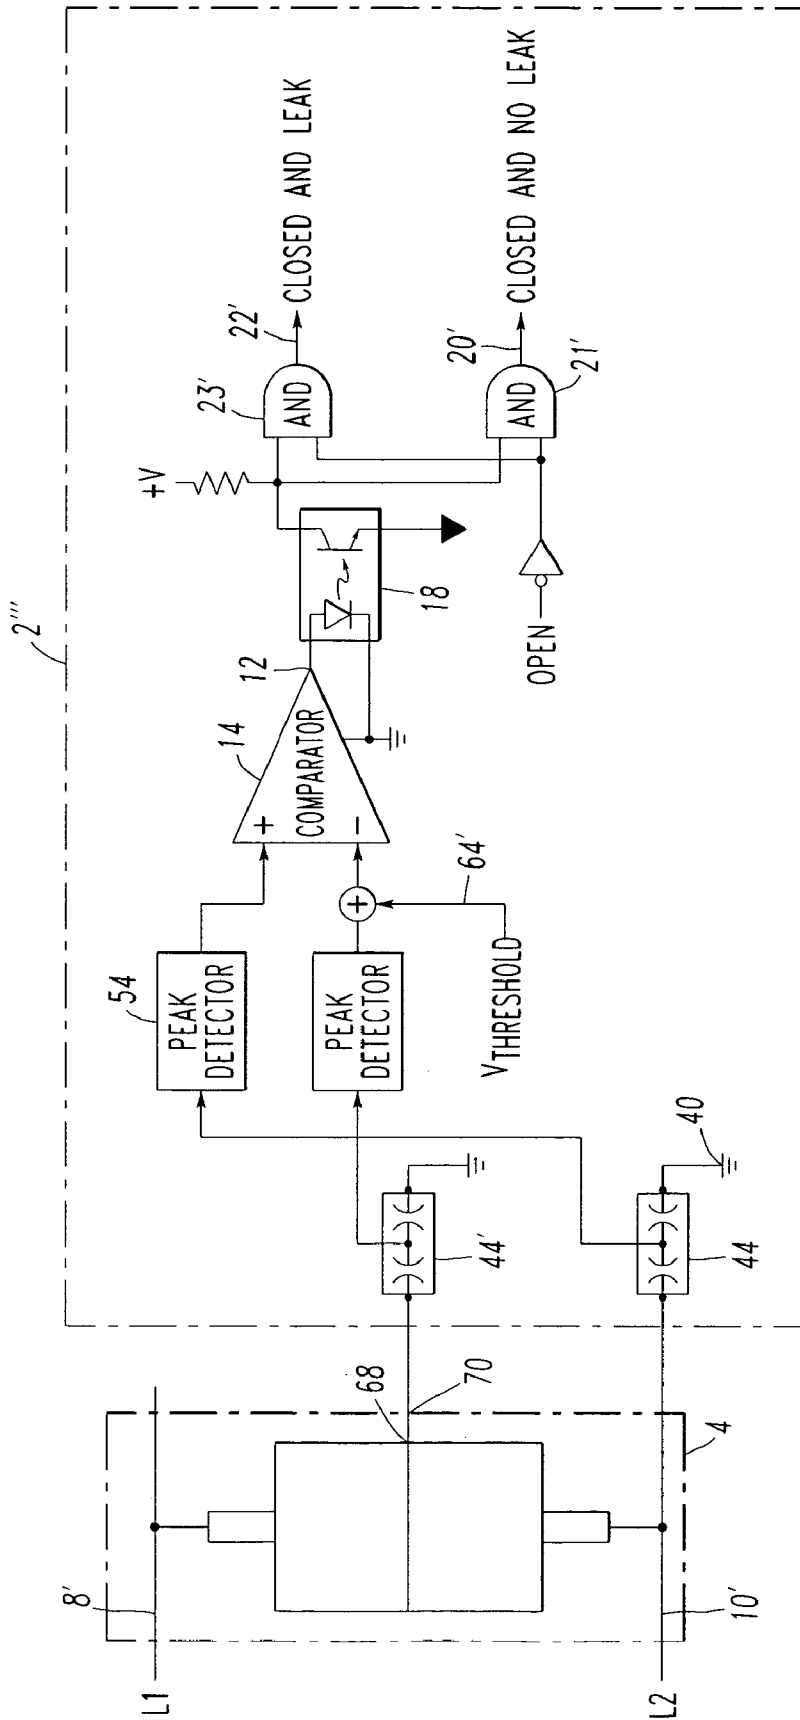 2''''
L1
8'
L2
10'
4
68
70
44'
44
40
54
PEAK
DETECTOR
PEAK
DETECTOR
VTHRESHOLD
64'
+
14
+
COMPARATOR
−
12
18
+V
OPEN
23'
AND
22'
CLOSED AND LEAK
AND
21'
20'
CLOSED AND NO LEAK